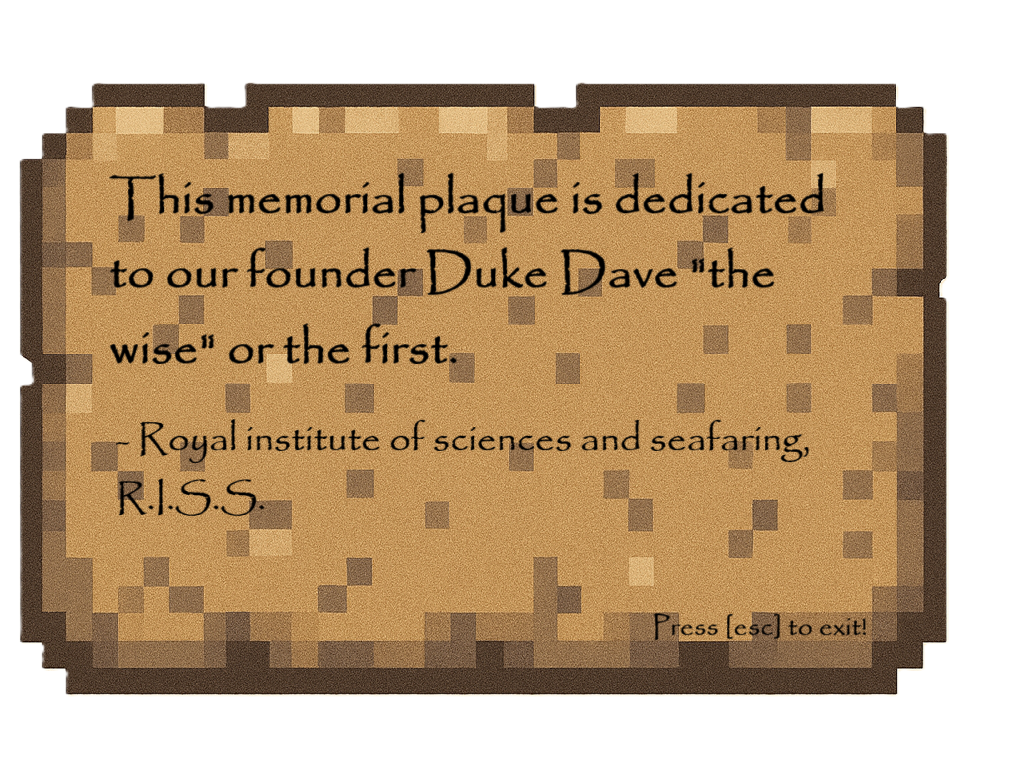 This memorial plaque is dedicated
to our founder Duke Dave "the
wise" or the first.
~ Royal institute of sciences and seafaring,
R.I.S.S.
Press [esc] to exit!